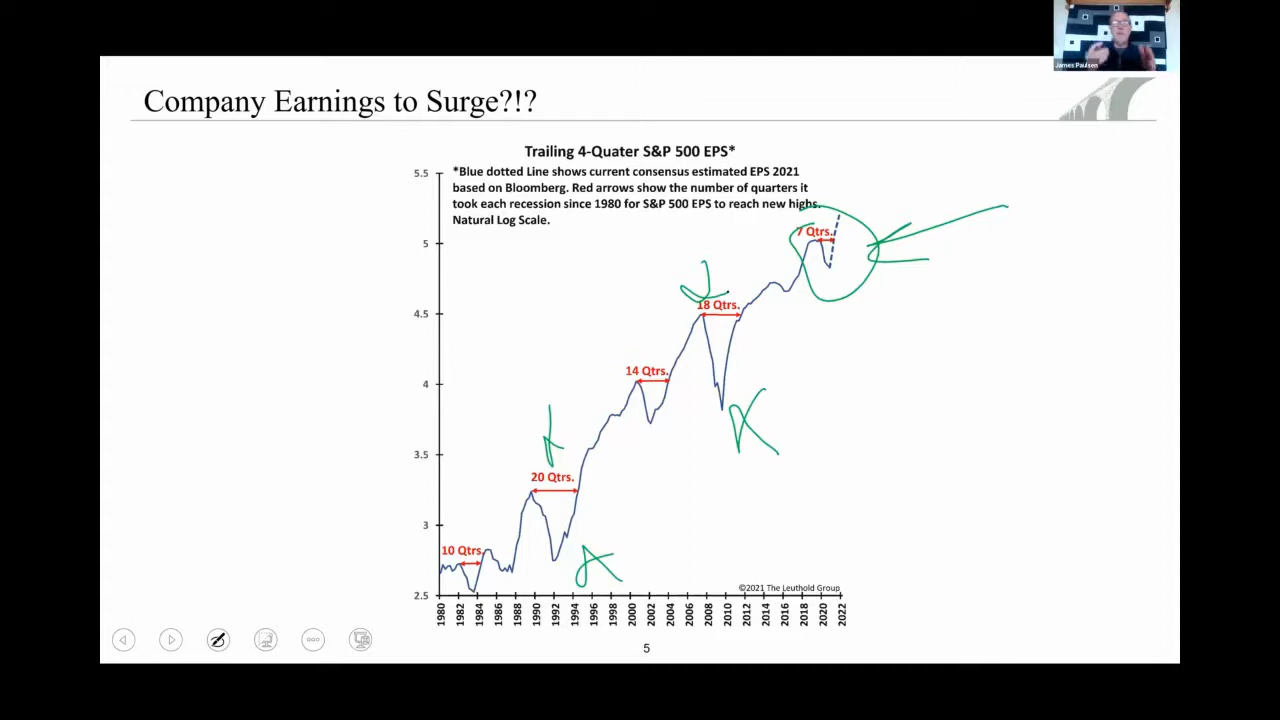 James Paulsen
Company Earnings to Surge?!?
Trailing 4-Quater S&P 500 EPS*
*Blue dotted Line shows current consensus estimated EPS 2021
based on Bloomberg. Red arrows show the number of quarters it
took each recession since 1980 for S&P 500 EPS to reach new highs.
Natural Log Scale.
5.5
5
4.5
4
3.5
3
2.5
7 Qtrs.
18 Qtrs.
14 Qtrs.
20 Qtrs.
10 Qtrs.
©2021 The Leuthold Group
1980 1982 1984 1986 1988 1990 1992 1994 1996 1998 2000 2002 2004 2006 2008 2010 2012 2014 2016 2018 2020 2022
5